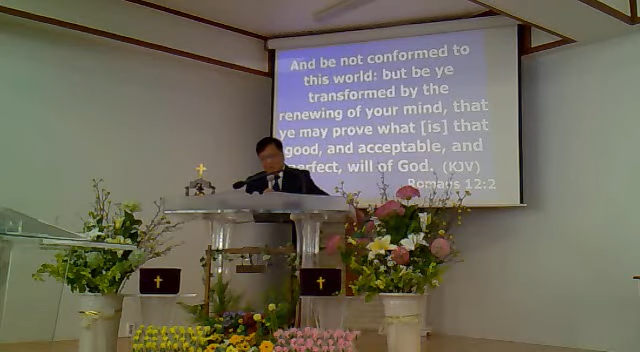 And be not conformed to
this world: but be ye
transformed by the
renewing of your mind, that
ye may prove what [is] that
good, and acceptable, and
perfect, will of God. (KJV)
Romans 12:2